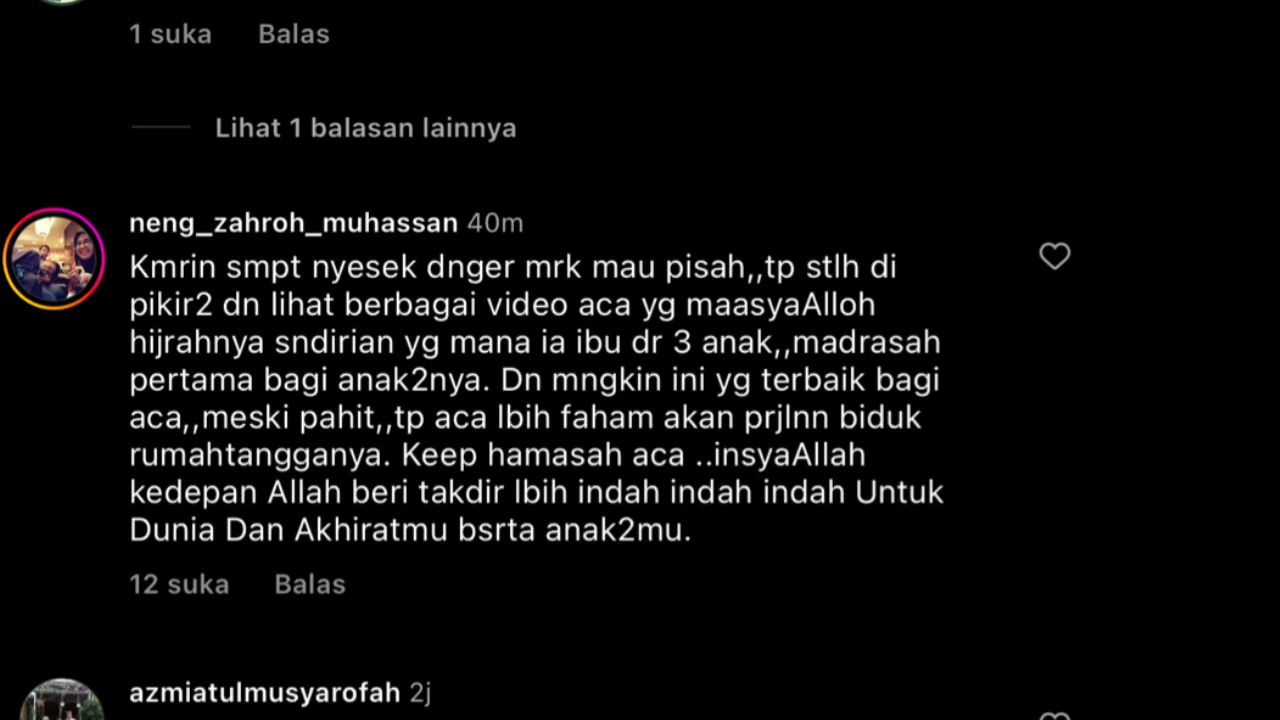 1 suka Balas
Lihat 1 balasan lainnya
neng_zahroh_muhassan 40m
Kmrin smpt nyesek dnger mrk mau pisah,,tp stlh di
pikir2 dn lihat berbagai video aca yg maasyaAlloh
hijrahnya sndirian yg mana ia ibu dr 3 anak,,madrasah
pertama bagi anak2nya. Dn mngkin ini yg terbaik bagi
aca,,meski pahit,,tp aca lbih faham akan prjlnn biduk
rumahtangganya. Keep hamasah aca ..insyaAllah
kedepan Allah beri takdir lbih indah indah indah Untuk
Dunia Dan Akhiratmu bsrta anak2mu.
12 suka Balas
azmiatulmusyarofah 2j